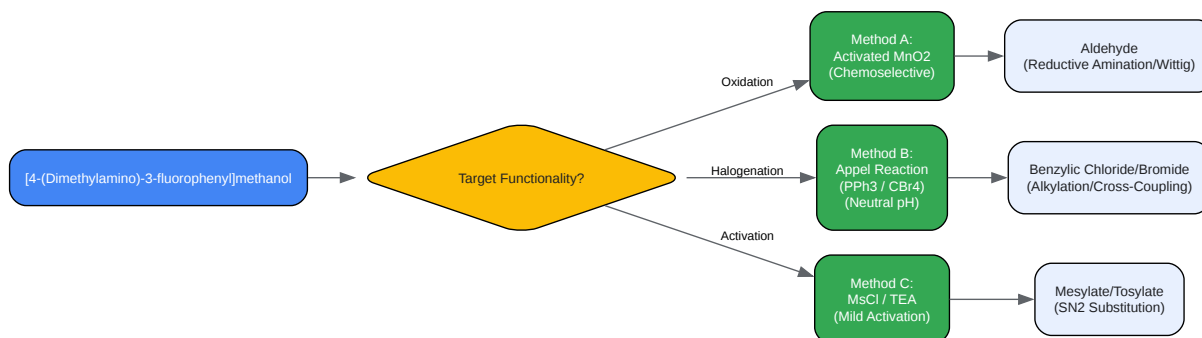 [4-(Dimethylamino)-3-fluorophenyl]methanol
Target Functionality?
Oxidation
Method A:
Activated MnO2
(Chemoselective)
Aldehyde
(Reductive Amination/Wittig)
Halogenation
Method B:
Appel Reaction
(PPh3 / CBr4)
(Neutral pH)
Benzylic Chloride/Bromide
(Alkylation/Cross-Coupling)
Activation
Method C:
MsCl / TEA
(Mild Activation)
Mesylate/Tosylate
(SN2 Substitution)